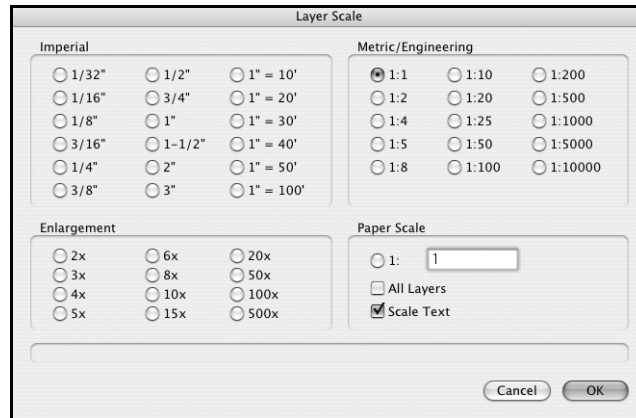 Layer Scale
Imperial
1/32" 1/2" 1" = 10'
1/16" 3/4" 1" = 20'
1/8" 1" 1" = 30'
3/16" 1-1/2" 1" = 40'
1/4" 2" 1" = 50'
3/8" 3" 1" = 100'
Metric/Engineering
1:1 1:10 1:200
1:2 1:20 1:500
1:4 1:25 1:1000
1:5 1:50 1:5000
1:8 1:100 1:10000
Enlargement
2x 6x 20x
3x 8x 50x
4x 10x 100x
5x 15x 500x
Paper Scale
1: 1
All Layers
Scale Text
Cancel OK